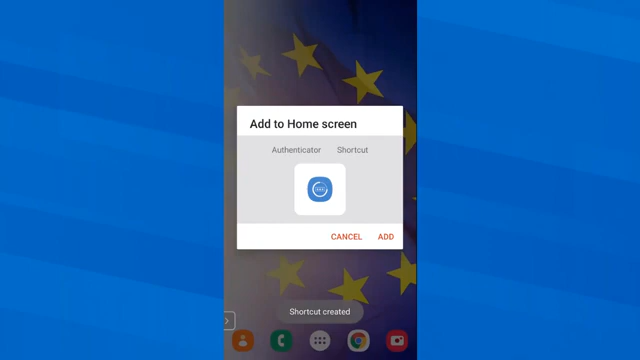 Add to Home screen
Authenticator Shortcut
CANCEL ADD
Shortcut created